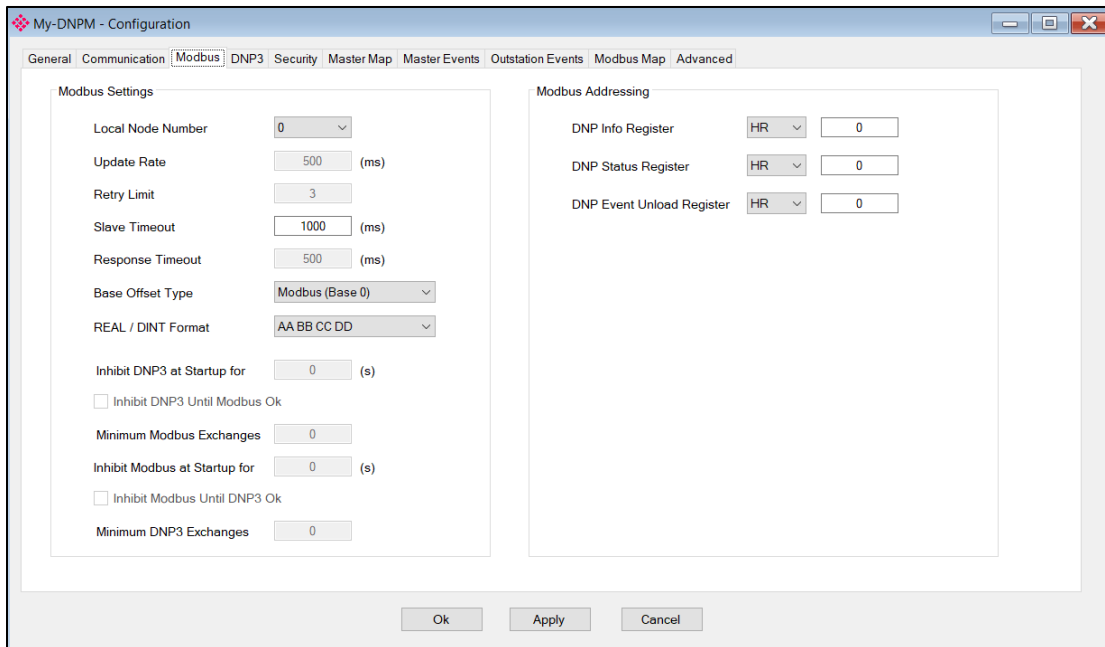 My-DNPM - Configuration
General Communication Modbus DNP3 Security Master Map Master Events Outstation Events Modbus Map Advanced
Modbus Settings
Local Node Number 0
Update Rate 500 (ms)
Retry Limit 3
Slave Timeout 1000 (ms)
Response Timeout 500 (ms)
Base Offset Type Modbus (Base 0)
REAL / DINT Format AA BB CC DD
Inhibit DNP3 at Startup for 0 (s)
Inhibit DNP3 Until Modbus Ok
Minimum Modbus Exchanges 0
Inhibit Modbus at Startup for 0 (s)
Inhibit Modbus Until DNP3 Ok
Minimum DNP3 Exchanges 0
Modbus Addressing
DNP Info Register HR 0
DNP Status Register HR 0
DNP Event Unload Register HR 0
Ok Apply Cancel